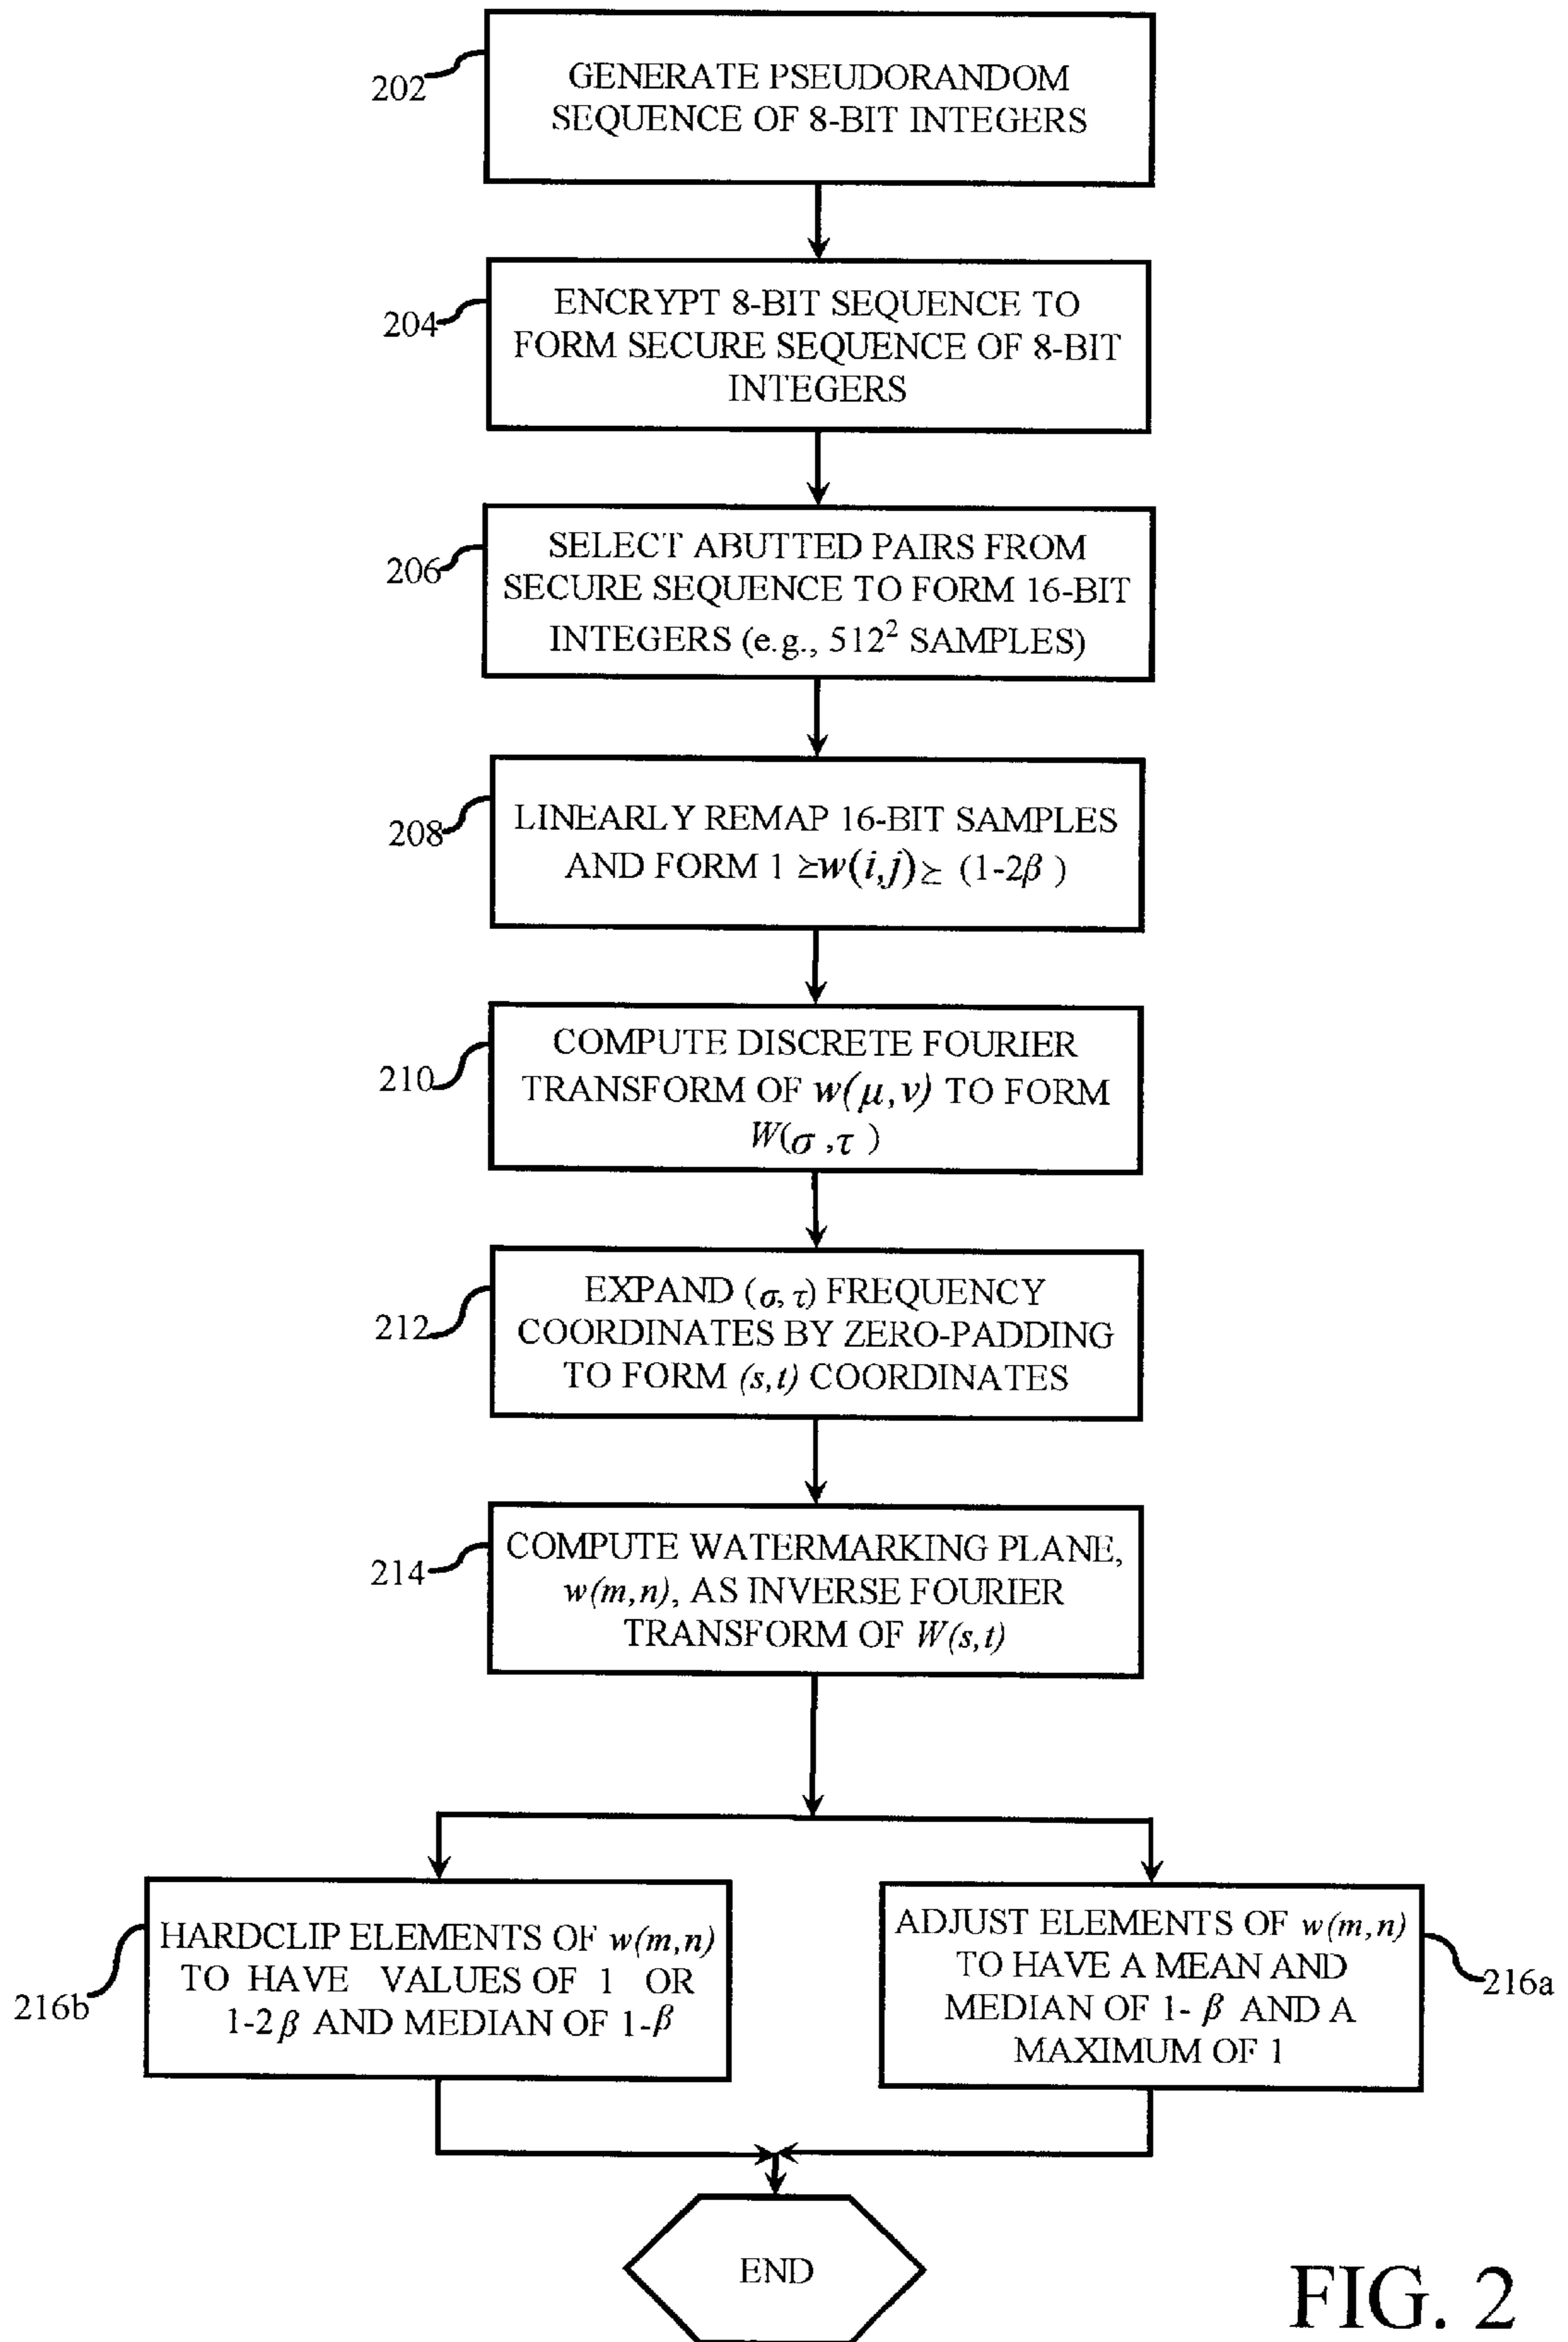 202
GENERATE PSEUDORANDOM
SEQUENCE OF 8-BIT INTEGERS
204
ENCRYPT 8-BIT SEQUENCE TO
FORM SECURE SEQUENCE OF 8-BIT
INTEGERS
206
SELECT ABUTTED PAIRS FROM
SECURE SEQUENCE TO FORM 16-BIT
INTEGERS (e.g., 512² SAMPLES)
208
LINEARLY REMAP 16-BIT SAMPLES
AND FORM 1 ≥w(i,j)≥ (1-2β )
210
COMPUTE DISCRETE FOURIER
TRANSFORM OF w(μ,ν) TO FORM
W(σ ,τ )
212
EXPAND (σ,τ) FREQUENCY
COORDINATES BY ZERO-PADDING
TO FORM (s,t) COORDINATES
214
COMPUTE WATERMARKING PLANE,
w(m,n), AS INVERSE FOURIER
TRANSFORM OF W(s,t)
216b
HARDCLIP ELEMENTS OF w(m,n)
TO HAVE VALUES OF 1 OR
1-2β AND MEDIAN OF 1-β
ADJUST ELEMENTS OF w(m,n)
TO HAVE A MEAN AND
MEDIAN OF 1- β AND A
MAXIMUM OF 1
216a
END
FIG. 2